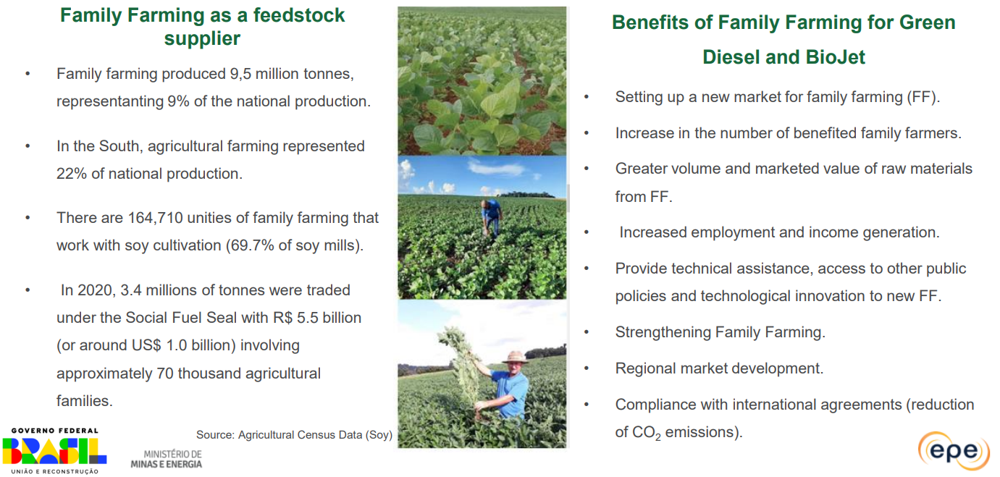 Family Farming as a feedstock
supplier
• Family farming produced 9,5 million tonnes,
representanting 9% of the national production.
• In the South, agricultural farming represented
22% of national production.
• There are 164,710 unities of family farming that
work with soy cultivation (69.7% of soy mills).
• In 2020, 3.4 millions of tonnes were traded
under the Social Fuel Seal with R$ 5.5 billion
(or around US$ 1.0 billion) involving
approximately 70 thousand agricultural
families.
Source: Agricultural Census Data (Soy)
GOVERNO FEDERAL
BRASIL
UNIÃO E RECONSTRUÇÃO
MINISTÉRIO DE
MINAS E ENERGIA
Benefits of Family Farming for Green
Diesel and BioJet
• Setting up a new market for family farming (FF).
• Increase in the number of benefited family farmers.
• Greater volume and marketed value of raw materials
from FF.
• Increased employment and income generation.
• Provide technical assistance, access to other public
policies and technological innovation to new FF.
• Strengthening Family Farming.
• Regional market development.
• Compliance with international agreements (reduction
of CO₂ emissions).
epe